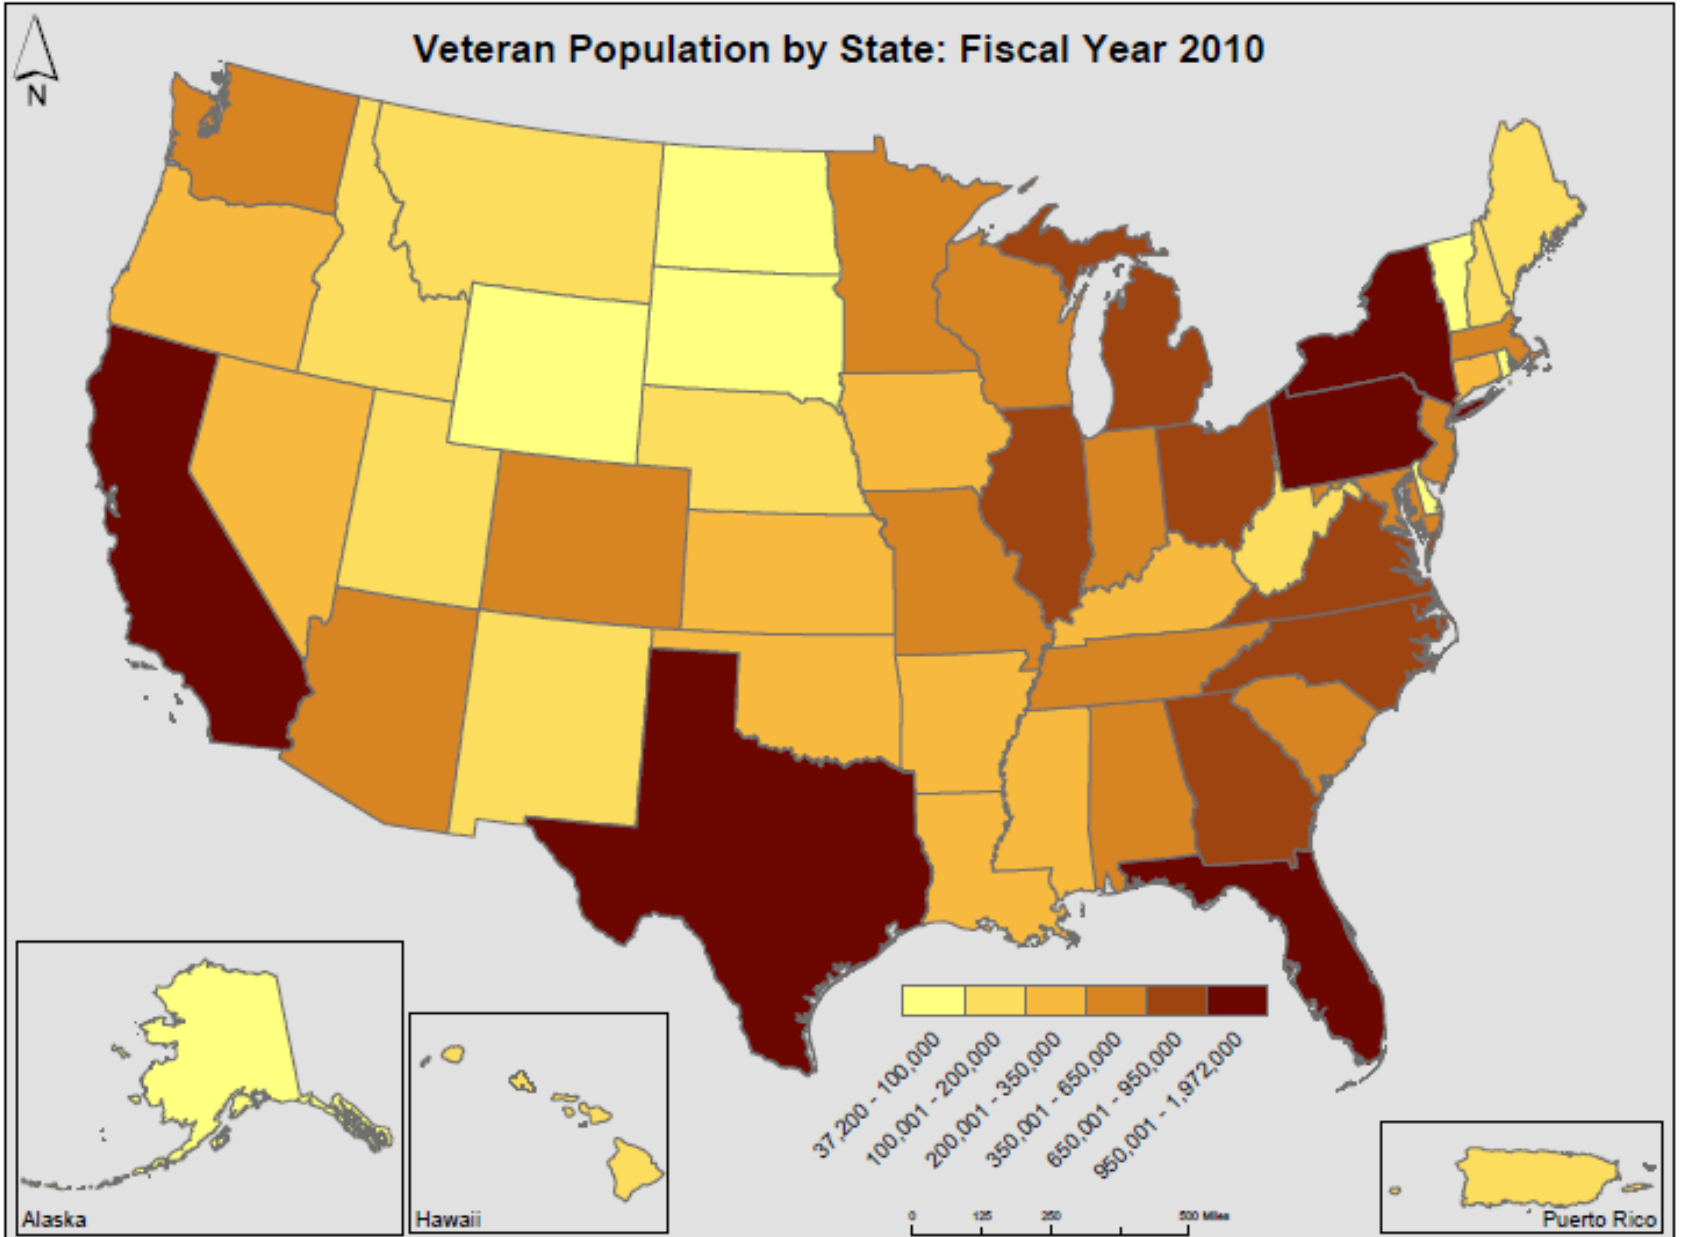 Veteran Population by State: Fiscal Year 2010
N
37,200 - 100,000
100,001 - 200,000
200,001 - 350,000
350,001 - 650,000
650,001 - 950,000
950,001 - 1,972,000
0 125 250 500 Miles
Alaska
Hawaii
Puerto Rico